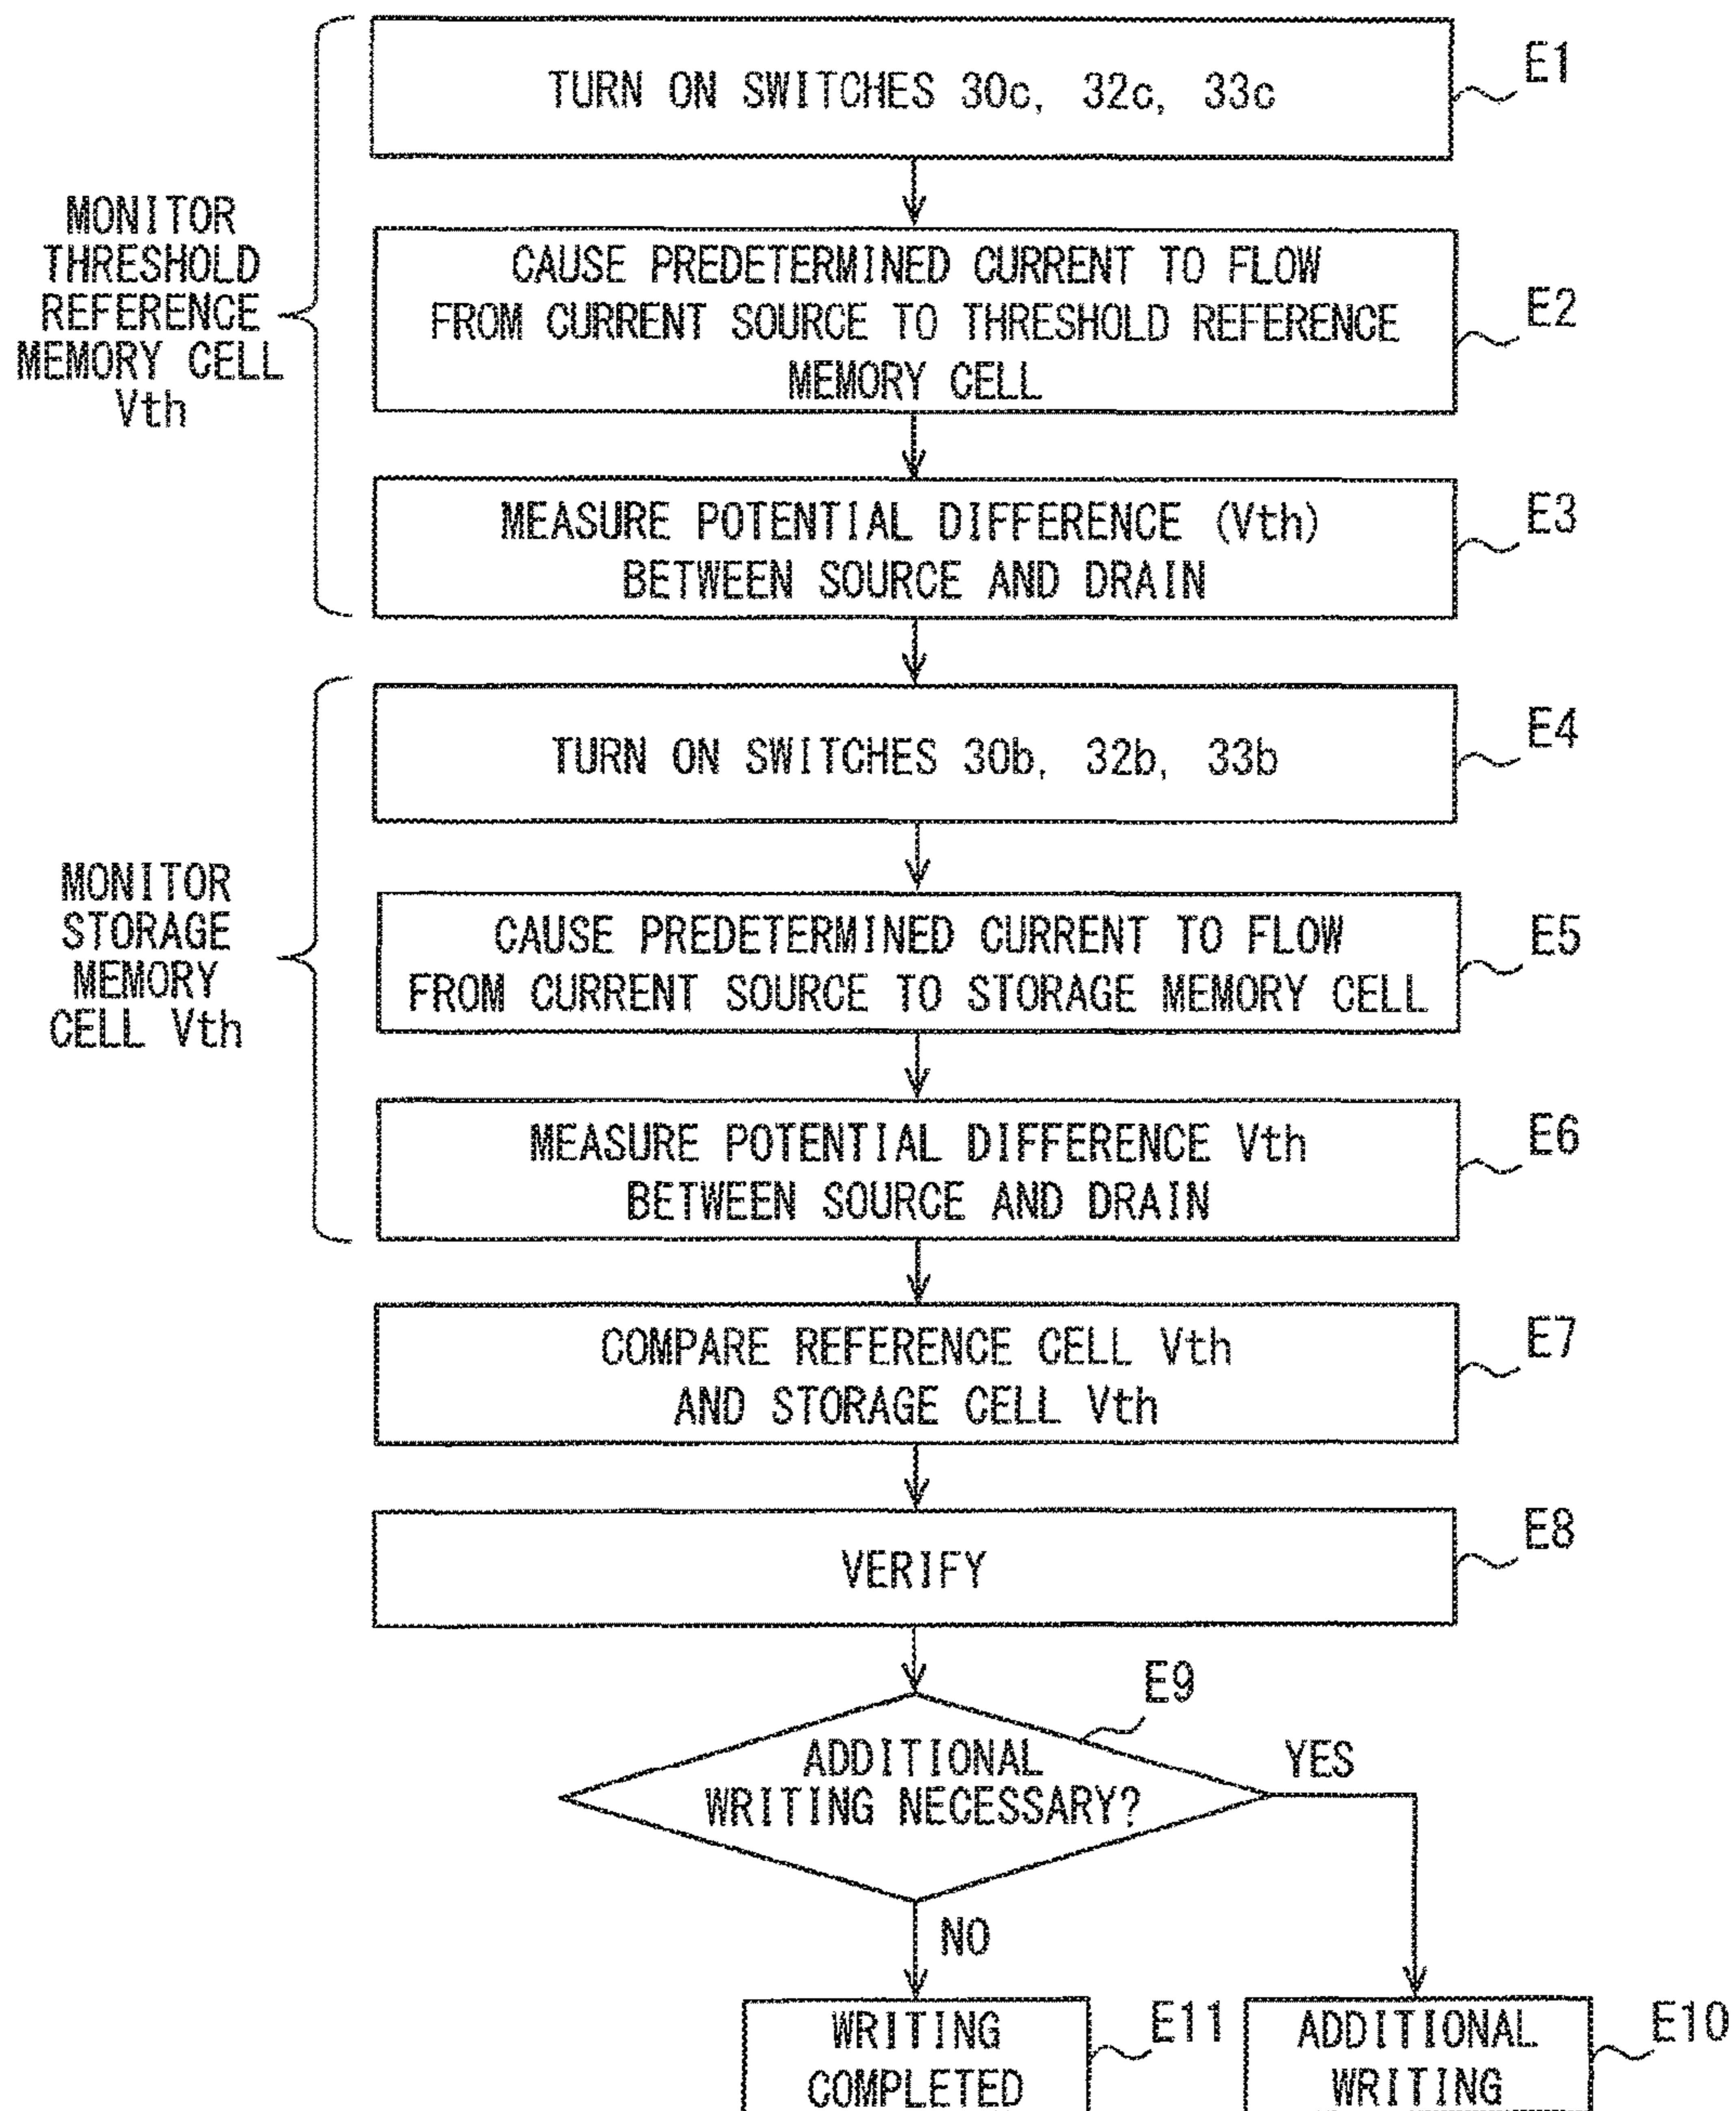 TURN ON SWITCHES 30c, 32c, 33c
E1
MONITOR
THRESHOLD
REFERENCE
MEMORY CELL
Vth
CAUSE PREDETERMINED CURRENT TO FLOW
FROM CURRENT SOURCE TO THRESHOLD REFERENCE
MEMORY CELL
E2
MEASURE POTENTIAL DIFFERENCE (Vth)
BETWEEN SOURCE AND DRAIN
E3
TURN ON SWITCHES 30b, 32b, 33b
E4
MONITOR
STORAGE
MEMORY
CELL Vth
CAUSE PREDETERMINED CURRENT TO FLOW
FROM CURRENT SOURCE TO STORAGE MEMORY CELL
E5
MEASURE POTENTIAL DIFFERENCE Vth
BETWEEN SOURCE AND DRAIN
E6
COMPARE REFERENCE CELL Vth
AND STORAGE CELL Vth
E7
VERIFY
E8
E9
ADDITIONAL
WRITING NECESSARY?
YES
NO
WRITING
COMPLETED
E11
ADDITIONAL
WRITING
E10